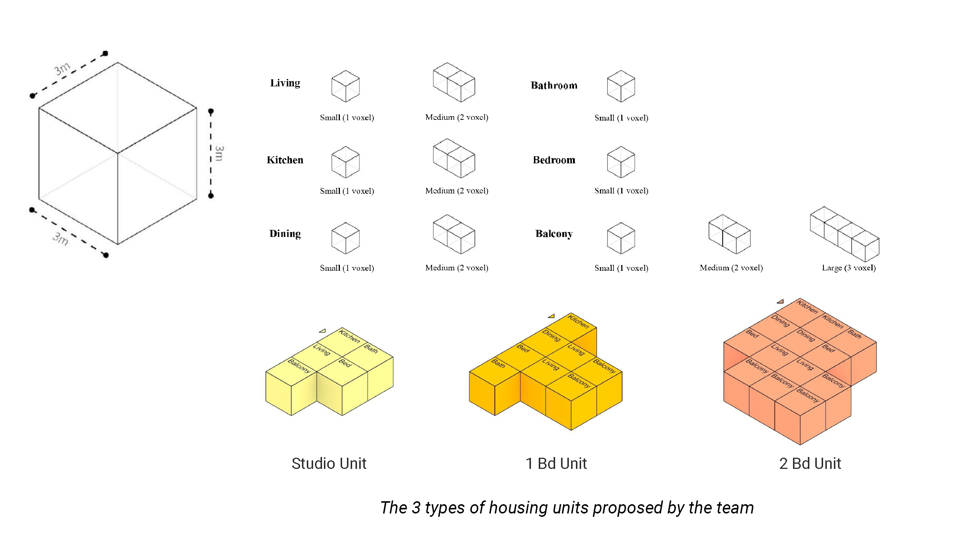 3m
3m
3m
Living
Small (1 voxel)
Medium (2 voxel)
Bathroom
Small (1 voxel)
Kitchen
Small (1 voxel)
Medium (2 voxel)
Bedroom
Small (1 voxel)
Dining
Small (1 voxel)
Medium (2 voxel)
Balcony
Small (1 voxel)
Medium (2 voxel)
Large (3 voxel)
Kitchen
Bath
Living
Bed
Balcony
Kitchen
Dining
Living
Balcony
Bed
Living
Balcony
Bath
Kitchen
Kitchen
Bath
Dining
Dining
Bed
Bed
Living
Living
Balcony
Balcony
Balcony
Studio Unit
1 Bd Unit
2 Bd Unit
The 3 types of housing units proposed by the team